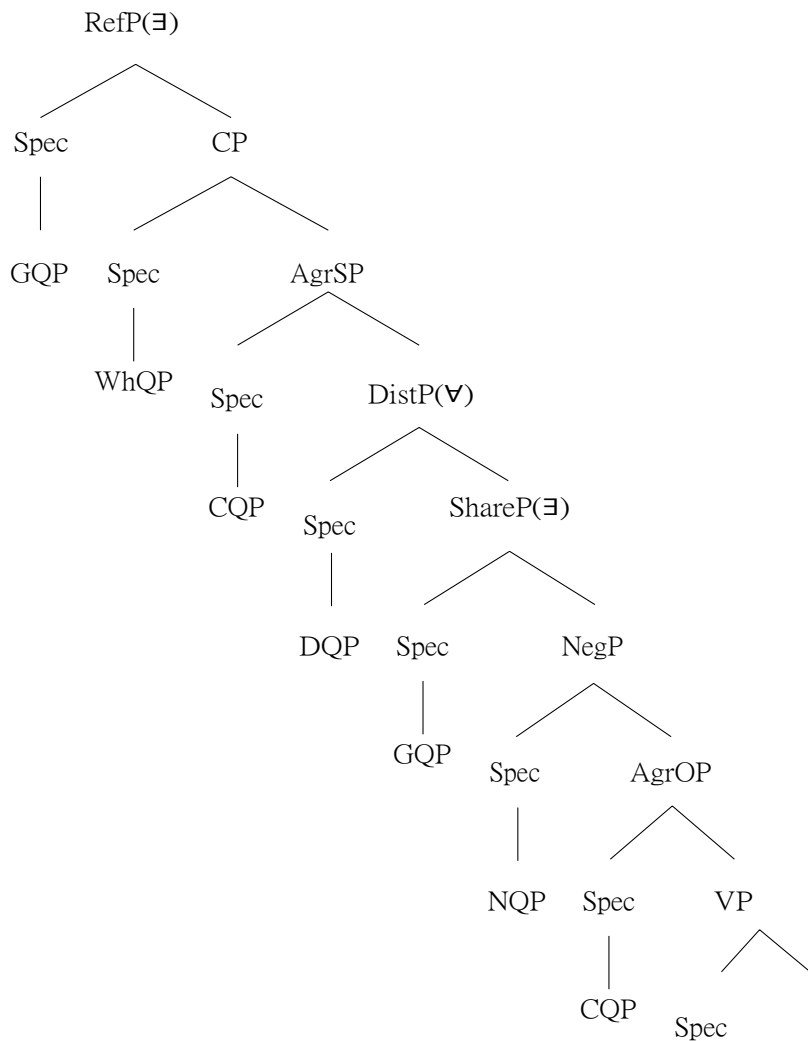 RefP(∃)
Spec CP
GQP Spec AgrSP
WhQP Spec DistP(∀)
CQP Spec ShareP(∃)
DQP Spec NegP
GQP Spec AgrOP
NQP Spec VP
CQP Spec